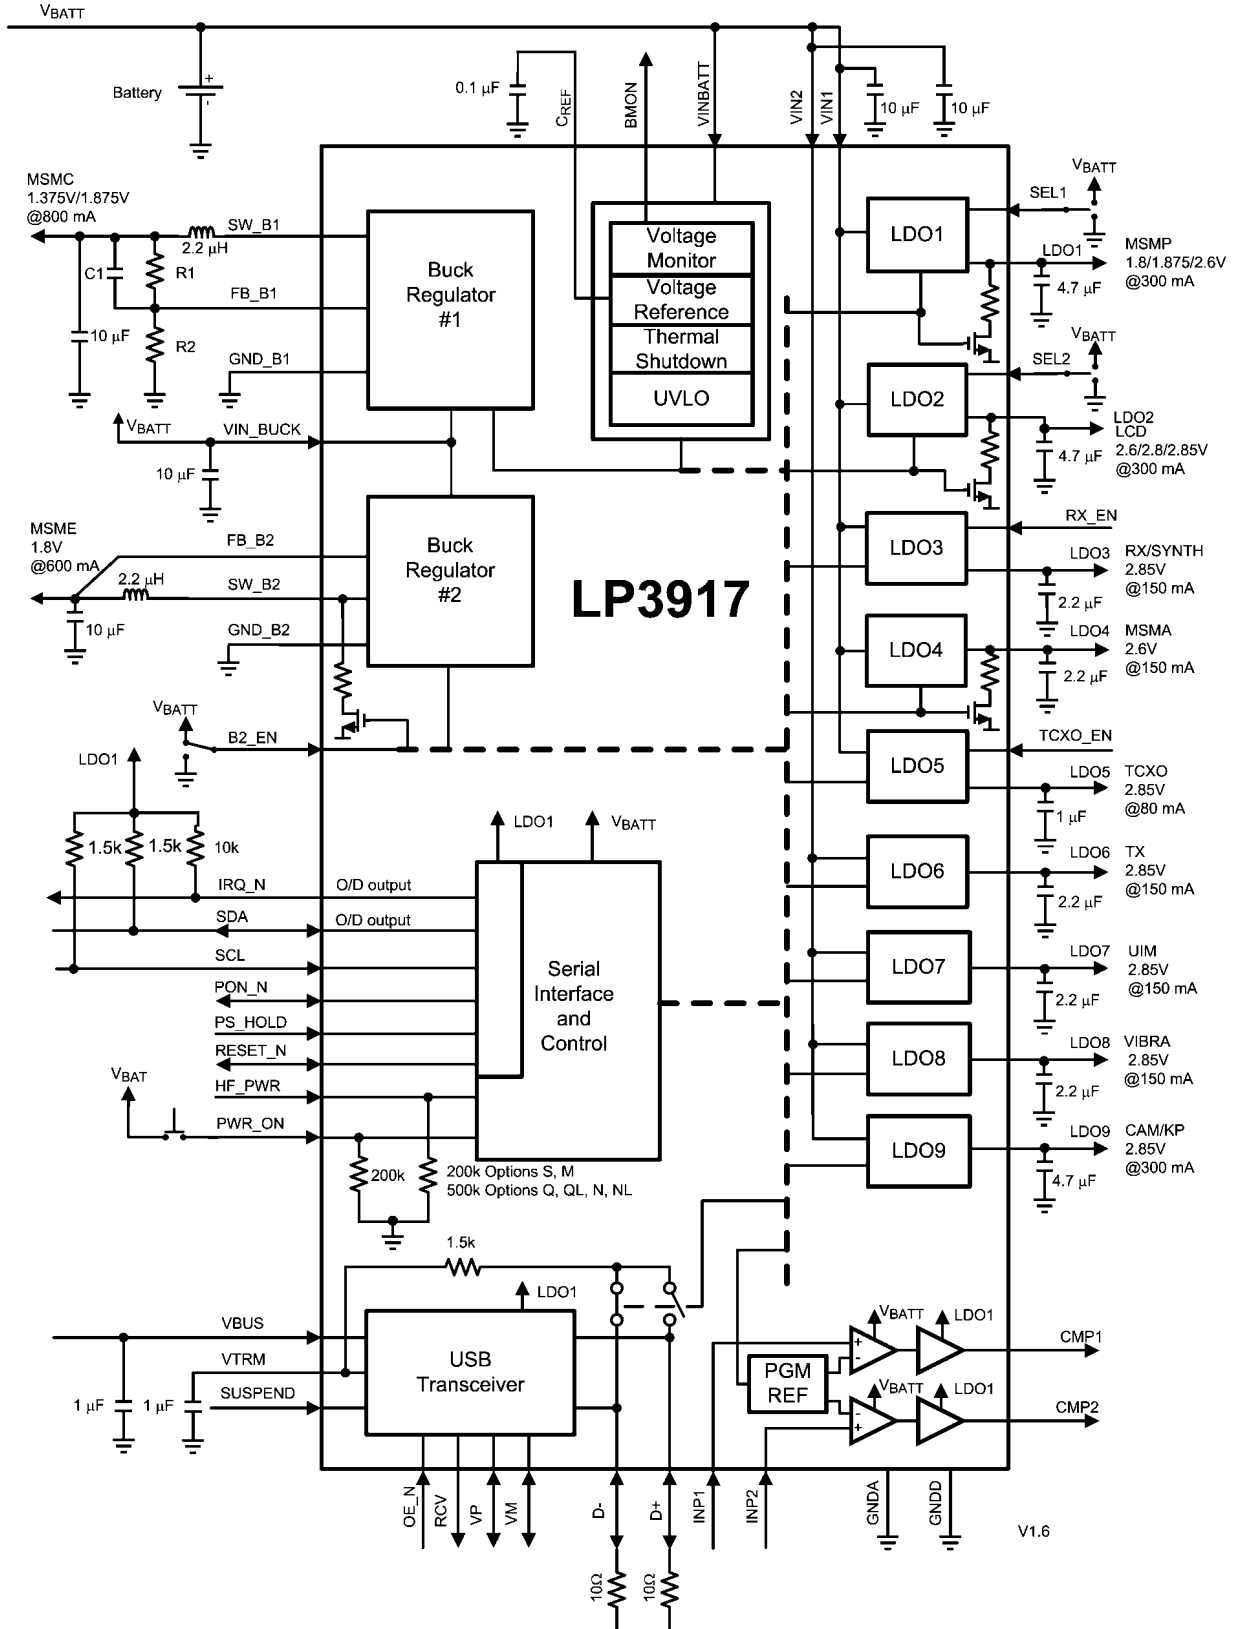 VBATT
Battery
+
-
0.1 µF
CREF
BMON
VINBATT
VIN2
VIN1
10 µF
10 µF
MSMC
1.375V/1.875V
@800 mA
SW_B1
2.2 µH
C1
R1
FB_B1
10 µF
R2
GND_B1
VBATT
VIN_BUCK
10 µF
Buck
Regulator
#1
Voltage
Monitor
Voltage
Reference
Thermal
Shutdown
UVLO
MSME
1.8V
@600 mA
FB_B2
2.2 µH
SW_B2
10 µF
GND_B2
Buck
Regulator
#2
LP3917
VBATT
B2_EN
LDO1
1.5k
1.5k
10k
IRQ_N
O/D output
SDA
O/D output
SCL
PON_N
PS_HOLD
RESET_N
HF_PWR
VBAT
PWR_ON
LDO1
VBATT
Serial
Interface
and
Control
200k
200k Options S, M
500k Options Q, QL, N, NL
1.5k
LDO1
VBUS
VTRM
SUSPEND
1 µF
1 µF
USB
Transceiver
OE_N
RCV
VP
VM
D-
D+
10Ω
10Ω
INP1
INP2
PGM
REF
+
-
VBATT
LDO1
CMP1
-
+
VBATT
LDO1
CMP2
GNDA
GNDD
V1.6
LDO1
SEL1
VBATT
LDO1
MSMP
1.8/1.875/2.6V
@300 mA
4.7 µF
LDO2
SEL2
VBATT
LDO2
LCD
2.6/2.8/2.85V
@300 mA
4.7 µF
LDO3
RX_EN
LDO3
RX/SYNTH
2.85V
@150 mA
2.2 µF
LDO4
LDO4
MSMA
2.6V
@150 mA
2.2 µF
LDO5
TCXO_EN
LDO5
TCXO
2.85V
@80 mA
1 µF
LDO6
LDO6
TX
2.85V
@150 mA
2.2 µF
LDO7
LDO7
UIM
2.85V
@150 mA
2.2 µF
LDO8
LDO8
VIBRA
2.85V
@150 mA
2.2 µF
LDO9
LDO9
CAM/KP
2.85V
@300 mA
4.7 µF